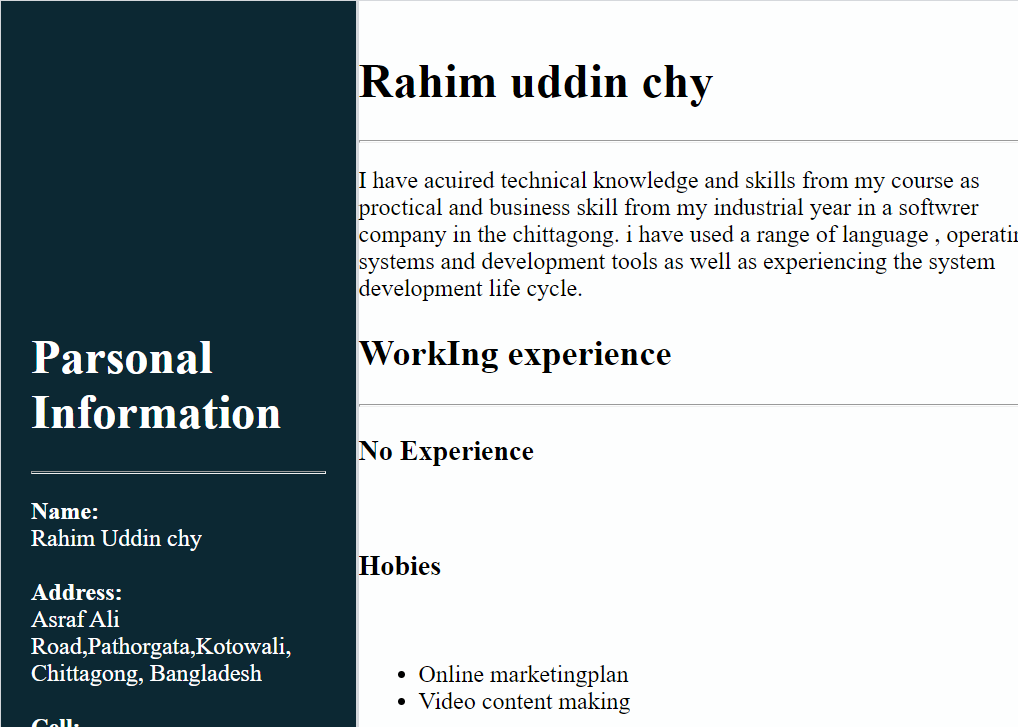 Rahim uddin chy
I have acuired technical knowledge and skills from my course as
proctical and business skill from my industrial year in a softwrer
company in the chittagong. i have used a range of language , operatin
systems and development tools as well as experiencing the system
development life cycle.
WorkIng experience
No Experience
Hobies
• Online marketingplan
• Video content making
Parsonal
Information
Name:
Rahim Uddin chy
Address:
Asraf Ali
Road,Pathorgata,Kotowali,
Chittagong, Bangladesh
Cell: